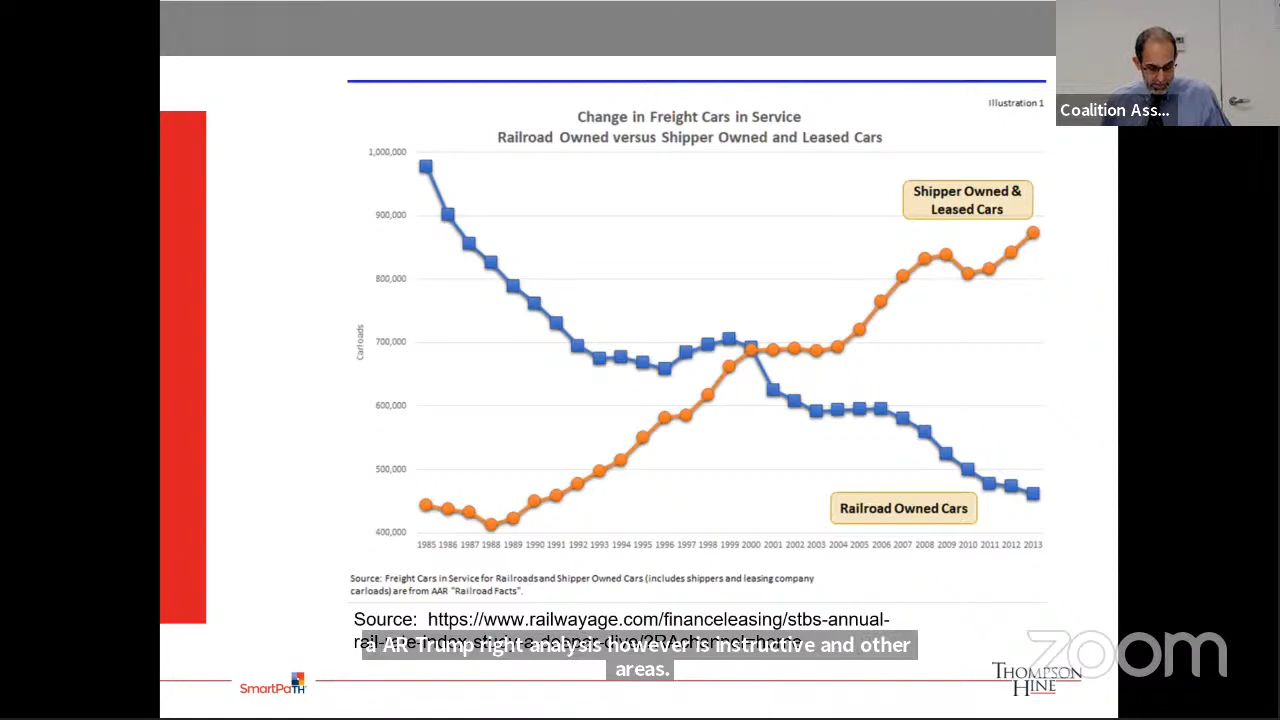 Coalition Ass...
Illustration 1
Change in Freight Cars in Service
Railroad Owned versus Shipper Owned and Leased Cars
1,000,000
900,000
800,000
700,000
600,000
500,000
400,000
Carloads
Shipper Owned &
Leased Cars
Railroad Owned Cars
1985 1986 1987 1988 1989 1990 1991 1992 1993 1994 1995 1996 1997 1998 1999 2000 2001 2002 2003 2004 2005 2006 2007 2008 2009 2010 2011 2012 2013
Source: Freight Cars in Service for Railroads and Shipper Owned Cars (includes shippers and leasing company
carloads) are from AAR "Railroad Facts".
Source: https://www.railwayage.com/financeleasing/stbs-annual-
a AR Trump right analysis however is instructive and other
areas.
SmartPaTH
THOMPSON
HINE
zoom